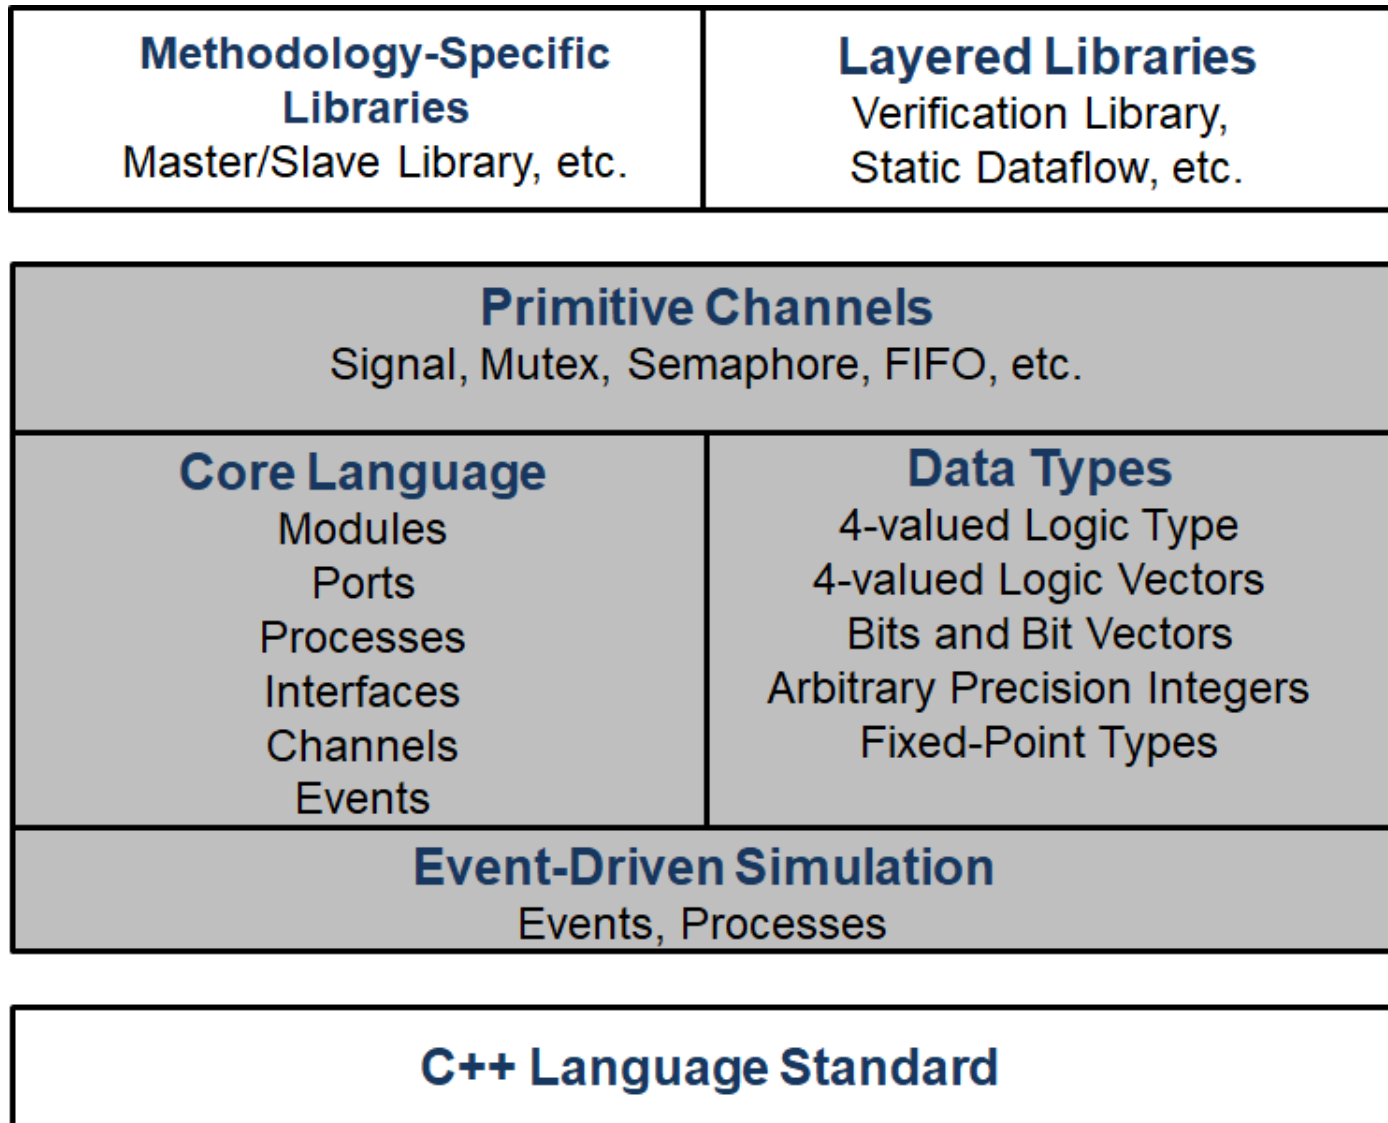 Methodology-Specific
Libraries
Master/Slave Library, etc.
Layered Libraries
Verification Library,
Static Dataflow, etc.
Primitive Channels
Signal, Mutex, Semaphore, FIFO, etc.
Core Language
Modules
Ports
Processes
Interfaces
Channels
Events
Data Types
4-valued Logic Type
4-valued Logic Vectors
Bits and Bit Vectors
Arbitrary Precision Integers
Fixed-Point Types
Event-Driven Simulation
Events, Processes
C++ Language Standard